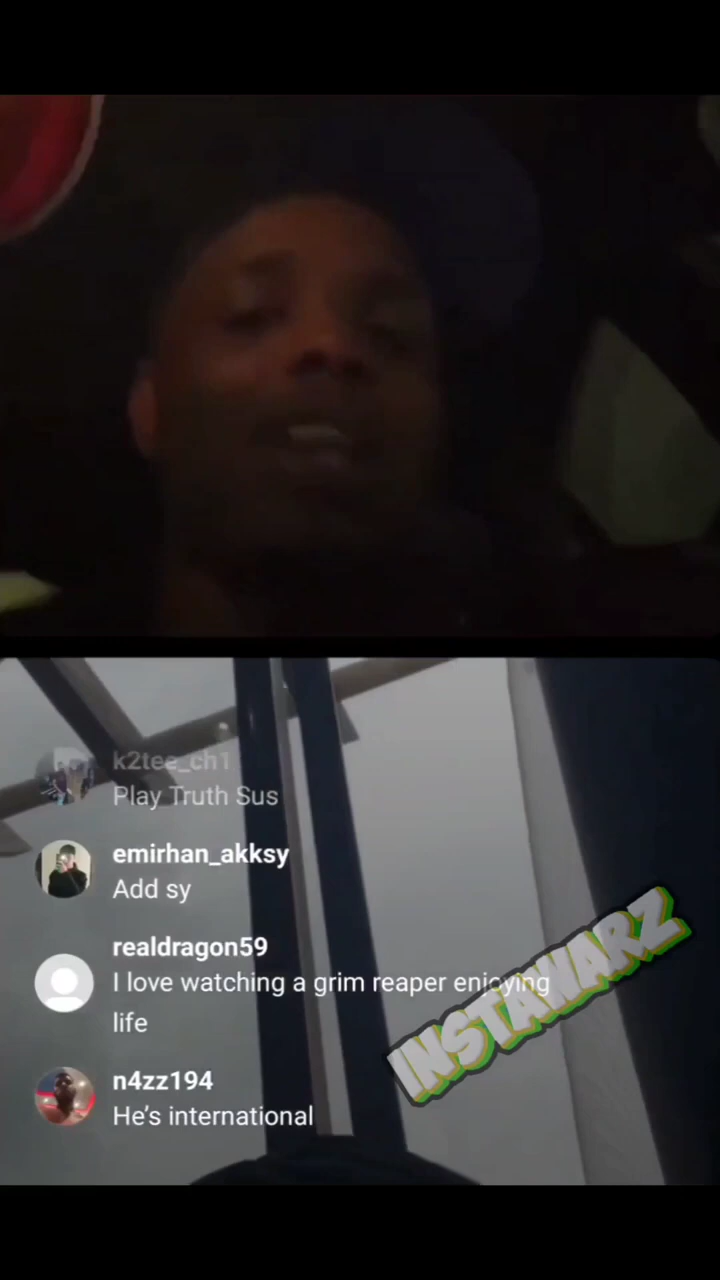 k2tee_ch1
Play Truth Sus
emirhan_akksy
Add sy
realdragon59
I love watching a grim reaper enjoying
life
n4zz194
He's international
INSTAWARZ